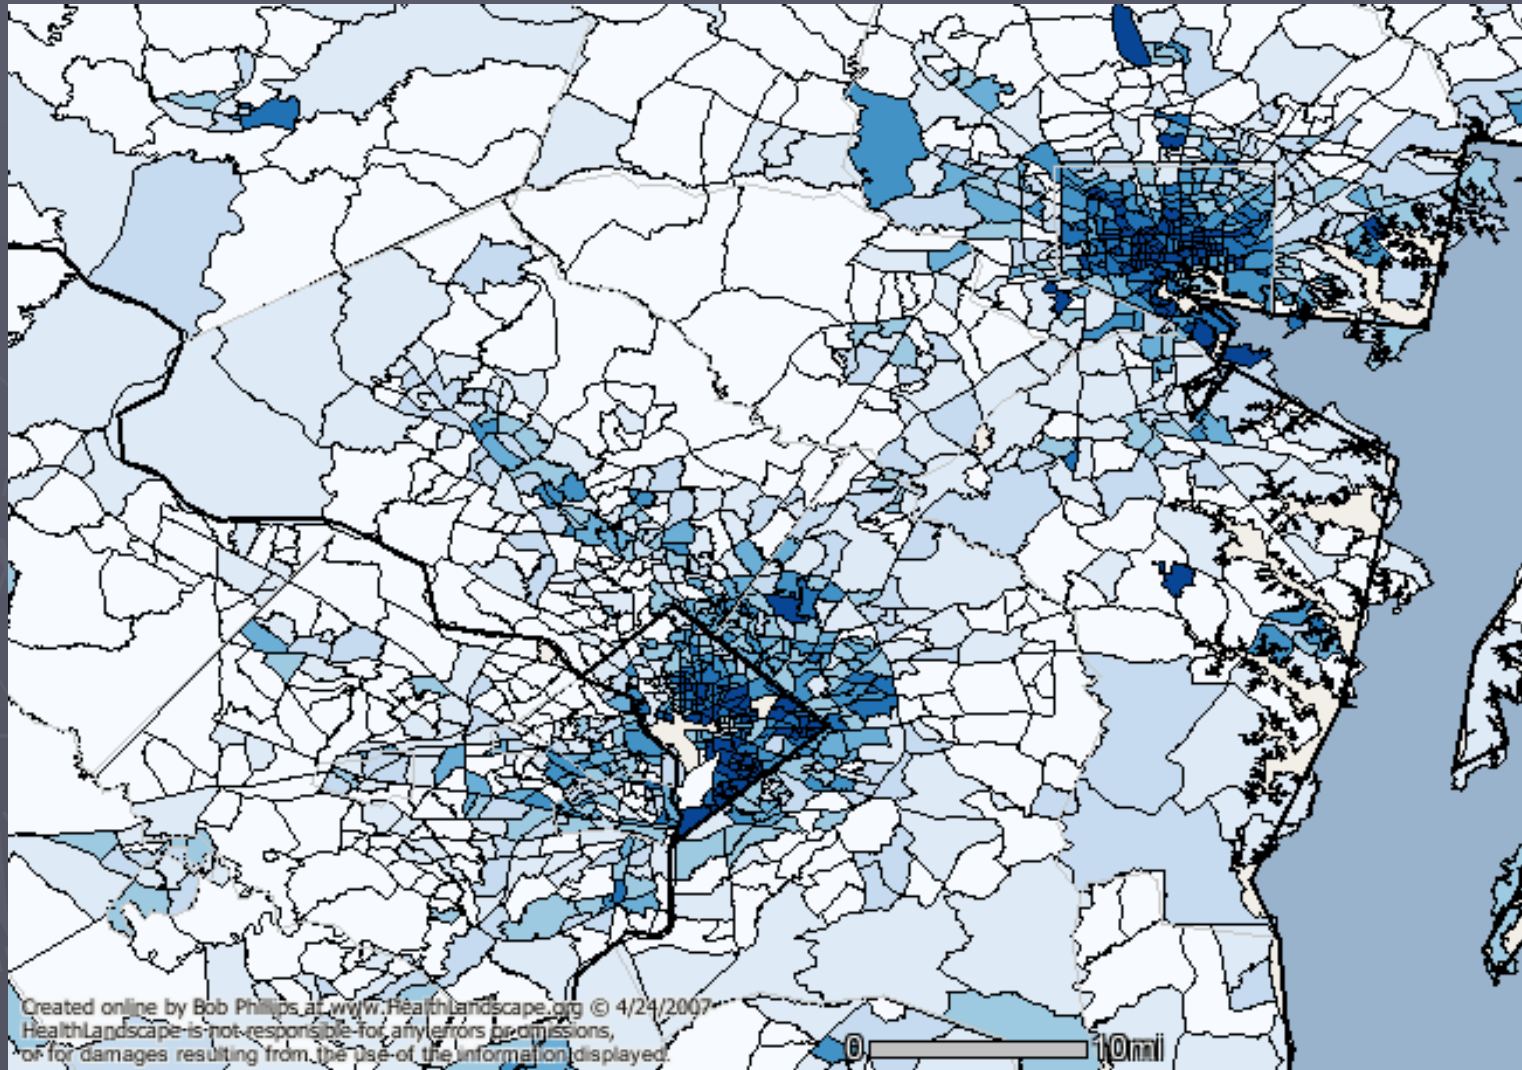 Created online by Bob Phillips at www.HealthLandscape.org © 4/24/2007
HealthLandscape is not responsible for any errors or omissions,
or for damages resulting from the use of the information displayed.
0 10mi